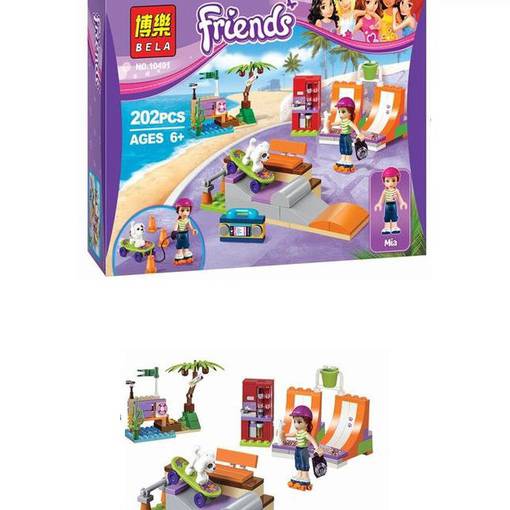 博樂
BELA
Friends
NO.10491
202PCS
AGES 6+
Mia